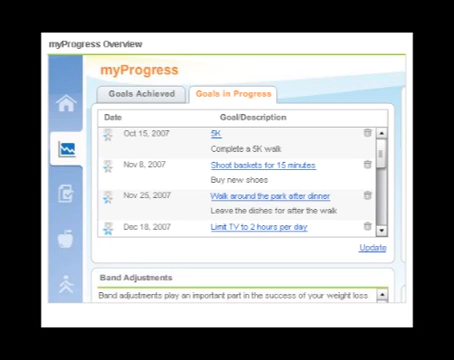 myProgress Overview
myProgress
Goals Achieved Goals in Progress
Date Goal/Description
Oct 15, 2007 5K
Complete a 5K walk
Nov 8, 2007 Shoot baskets for 15 minutes
Buy new shoes
Nov 25, 2007 Walk around the park after dinner
Leave the dishes for after the walk
Dec 18, 2007 Limit TV to 2 hours per day
Update
Band Adjustments
Band adjustments play an important part in the success of your weight loss